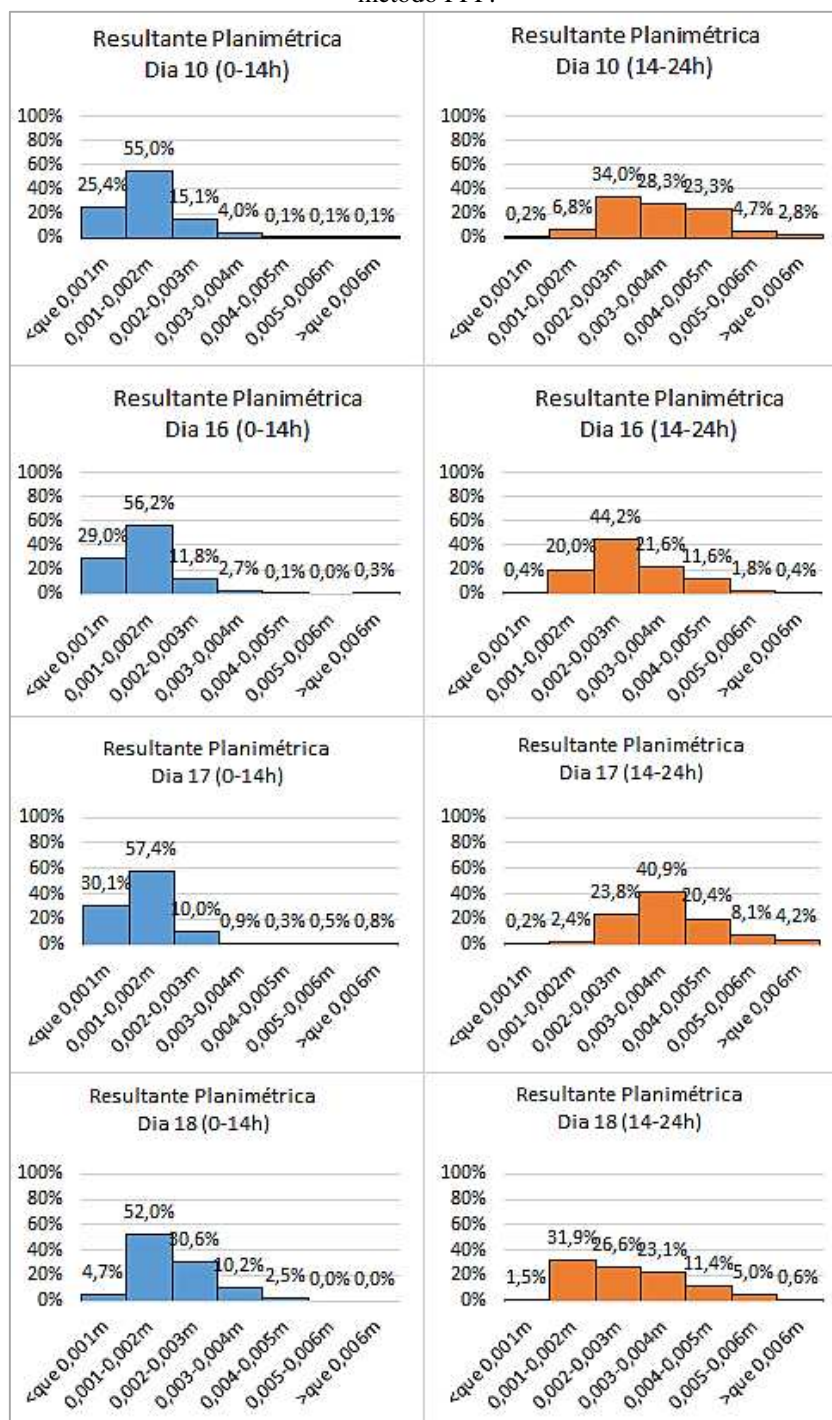 método PPP.
Resultante Planimétrica
Dia 10 (0-14h)
100%
80%
60%
40%
20%
0%
25,4%
55,0%
15,1%
4,0%
0,1%
0,1%
0,1%
<que 0,001m
0,001-0,002m
0,002-0,003m
0,003-0,004m
0,004-0,005m
0,005-0,006m
>que 0,006m
Resultante Planimétrica
Dia 10 (14-24h)
100%
80%
60%
40%
20%
0%
0,2%
6,8%
34,0%
28,3%
23,3%
4,7%
2,8%
<que 0,001m
0,001-0,002m
0,002-0,003m
0,003-0,004m
0,004-0,005m
0,005-0,006m
>que 0,006m
Resultante Planimétrica
Dia 16 (0-14h)
100%
80%
60%
40%
20%
0%
29,0%
56,2%
11,8%
2,7%
0,1%
0,0%
0,3%
<que 0,001m
0,001-0,002m
0,002-0,003m
0,003-0,004m
0,004-0,005m
0,005-0,006m
>que 0,006m
Resultante Planimétrica
Dia 16 (14-24h)
100%
80%
60%
40%
20%
0%
0,4%
20,0%
44,2%
21,6%
11,6%
1,8%
0,4%
<que 0,001m
0,001-0,002m
0,002-0,003m
0,003-0,004m
0,004-0,005m
0,005-0,006m
>que 0,006m
Resultante Planimétrica
Dia 17 (0-14h)
100%
80%
60%
40%
20%
0%
30,1%
57,4%
10,0%
0,9%
0,3%
0,5%
0,8%
<que 0,001m
0,001-0,002m
0,002-0,003m
0,003-0,004m
0,004-0,005m
0,005-0,006m
>que 0,006m
Resultante Planimétrica
Dia 17 (14-24h)
100%
80%
60%
40%
20%
0%
0,2%
2,4%
23,8%
40,9%
20,4%
8,1%
4,2%
<que 0,001m
0,001-0,002m
0,002-0,003m
0,003-0,004m
0,004-0,005m
0,005-0,006m
>que 0,006m
Resultante Planimétrica
Dia 18 (0-14h)
100%
80%
60%
40%
20%
0%
4,7%
52,0%
30,6%
10,2%
2,5%
0,0%
0,0%
<que 0,001m
0,001-0,002m
0,002-0,003m
0,003-0,004m
0,004-0,005m
0,005-0,006m
>que 0,006m
Resultante Planimétrica
Dia 18 (14-24h)
100%
80%
60%
40%
20%
0%
1,5%
31,9%
26,6%
23,1%
11,4%
5,0%
0,6%
<que 0,001m
0,001-0,002m
0,002-0,003m
0,003-0,004m
0,004-0,005m
0,005-0,006m
>que 0,006m